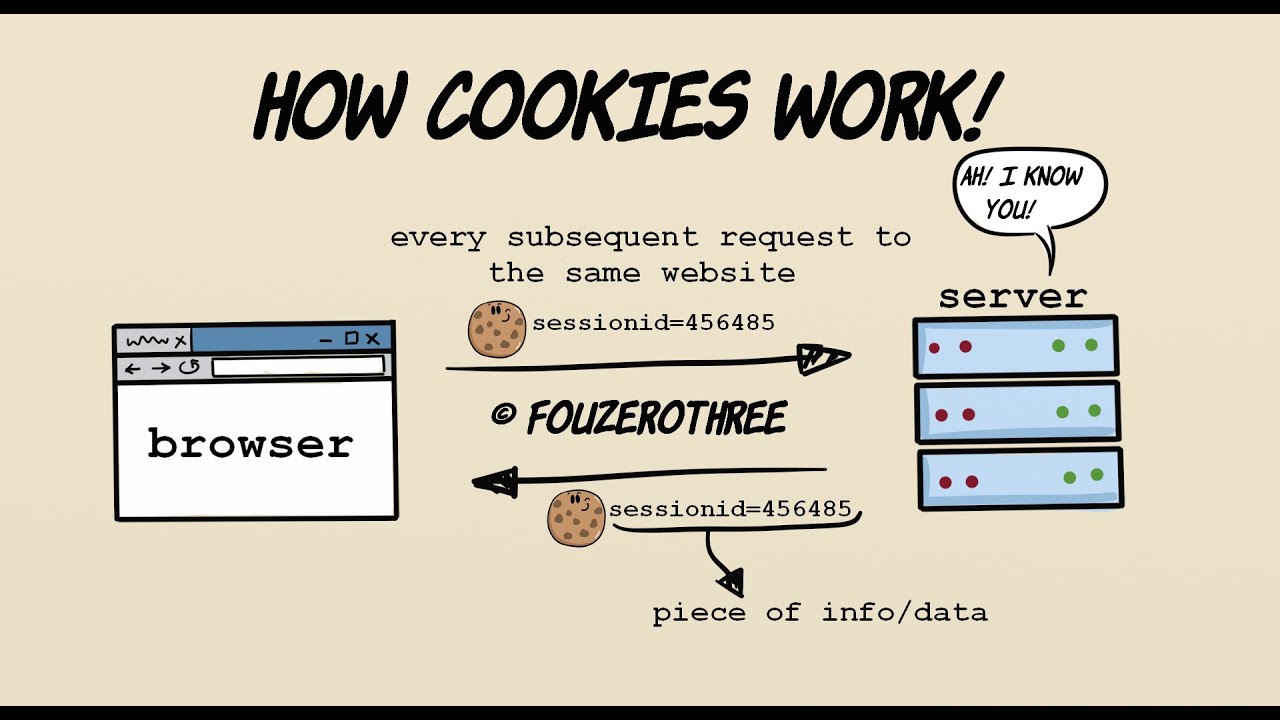 HOW COOKIES WORK!
AH! I KNOW
YOU!
every subsequent request to
the same website
server
sessionid=456485
© FOUZEROTHREE
browser
sessionid=456485
piece of info/data